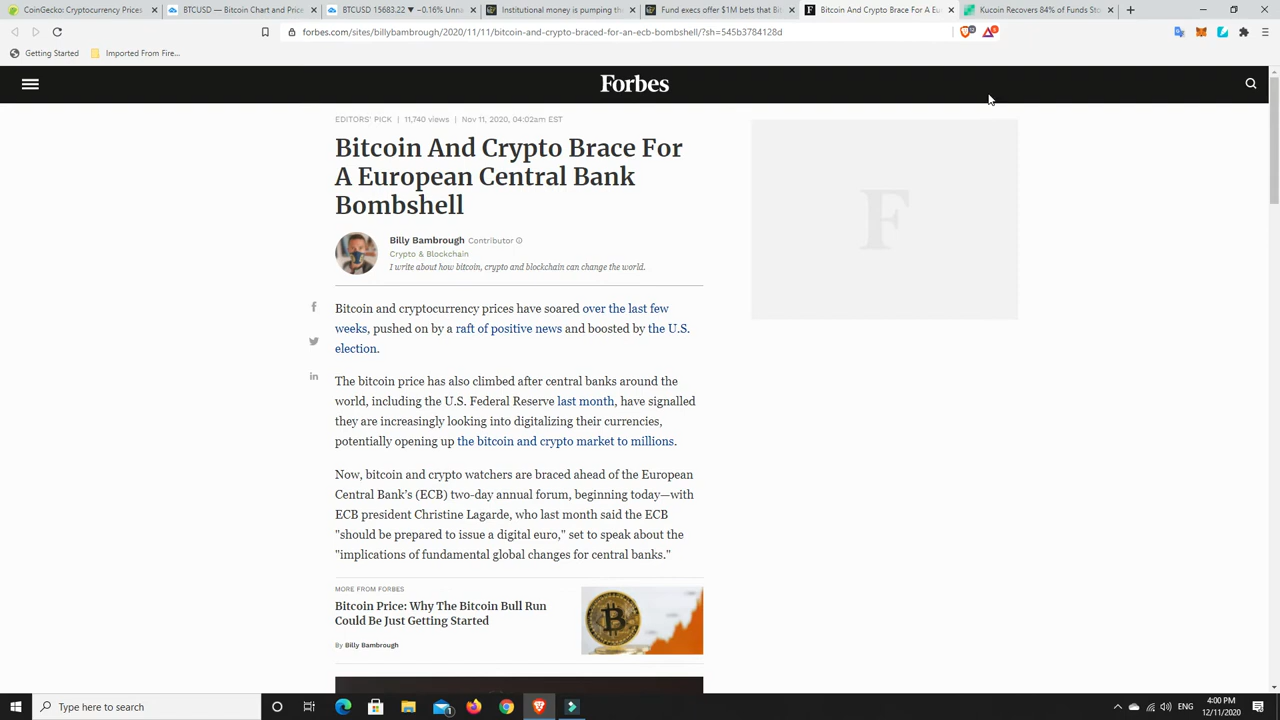 CoinGecko: Cryptocurrency Prices
BTCUSD — Bitcoin Chart and Price
BTCUSD 15683.22 ▼ −0.16% Unna
Institutional money is pumping the
Fund execs offer $1M bets that Bit
Bitcoin And Crypto Brace For A Eu
Kucoin Recovers 84% of Funds Sto
forbes.com/sites/billybambrough/2020/11/11/bitcoin-and-crypto-braced-for-an-ecb-bombshell/?sh=545b3784128d
Getting Started
Imported From Fire...
Forbes
EDITORS' PICK | 11,740 views | Nov 11, 2020, 04:02am EST
Bitcoin And Crypto Brace For
A European Central Bank
Bombshell
Billy Bambrough Contributor
Crypto & Blockchain
I write about how bitcoin, crypto and blockchain can change the world.
Bitcoin and cryptocurrency prices have soared over the last few
weeks, pushed on by a raft of positive news and boosted by the U.S.
election.
The bitcoin price has also climbed after central banks around the
world, including the U.S. Federal Reserve last month, have signalled
they are increasingly looking into digitalizing their currencies,
potentially opening up the bitcoin and crypto market to millions.
Now, bitcoin and crypto watchers are braced ahead of the European
Central Bank's (ECB) two-day annual forum, beginning today—with
ECB president Christine Lagarde, who last month said the ECB
"should be prepared to issue a digital euro," set to speak about the
"implications of fundamental global changes for central banks."
MORE FROM FORBES
Bitcoin Price: Why The Bitcoin Bull Run
Could Be Just Getting Started
By Billy Bambrough
F
Type here to search
ENG
4:00 PM
12/11/2020